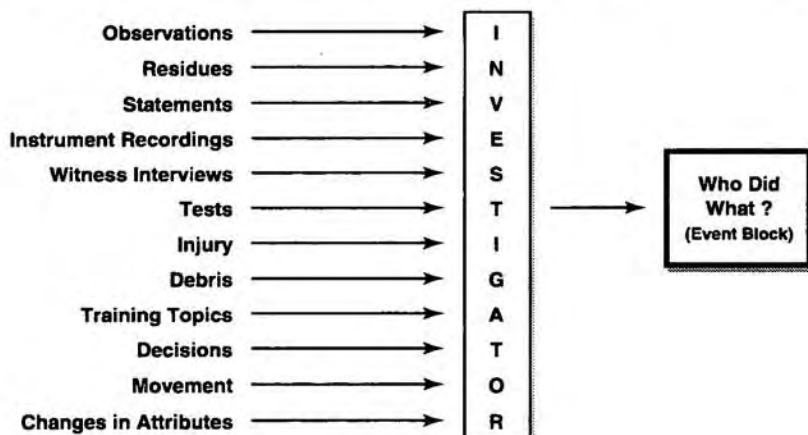 Observations
Residues
Statements
Instrument Recordings
Witness Interviews
Tests
Injury
Debris
Training Topics
Decisions
Movement
Changes in Attributes
I
N
V
E
S
T
I
G
A
T
O
R
Who Did
What ?
(Event Block)